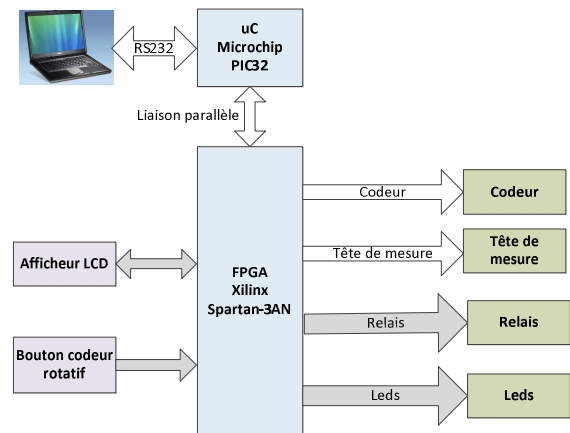 RS232
uC
Microchip
PIC32
Liaison parallèle
FPGA
Xilinx
Spartan-3AN
Afficheur LCD
Bouton codeur
rotatif
Codeur
Codeur
Tête de mesure
Tête de
mesure
Relais
Relais
Leds
Leds